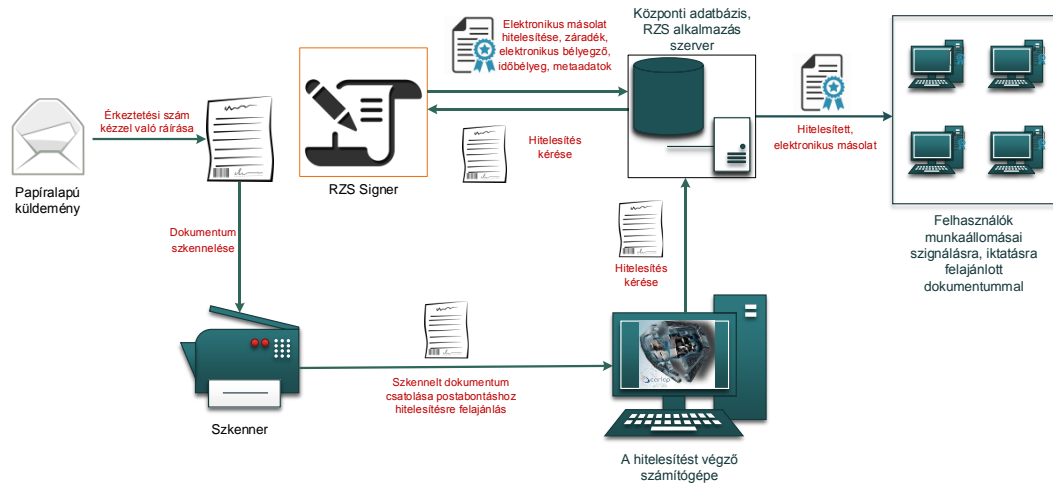 Papíralapú
küldemény
Érkeztetési szám
kézzel való ráírása
Dokumentum
szkennelése
Szkenner
Szkennelt dokumentum
csatolása postabontáshoz
hitelesítésre felajánlás
A hitelesítést végző
számítógépe
Hitelesítés
kérése
Központi adatbázis,
RZS alkalmazás
szerver
Hitelesítés
kérése
RZS Signer
Elektronikus másolat
hitelesítése, záradék,
elektronikus bélyegző,
időbélyeg, metaadatok
Hitelesített,
elektronikus másolat
Felhasználók
munkaállomásai
szignálásra, iktatásra
felajánlott
dokumentummal